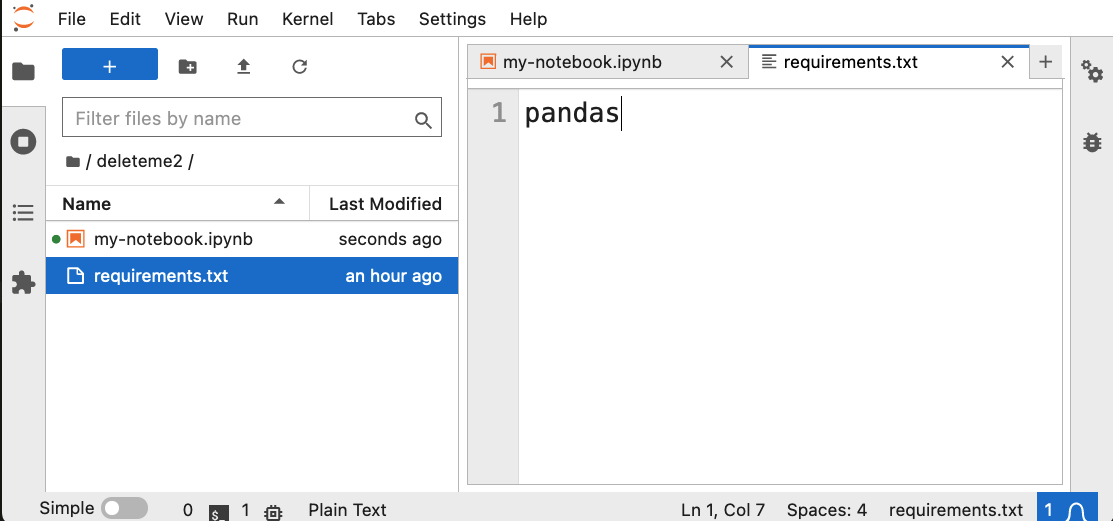 File Edit View Run Kernel Tabs Settings Help
my-notebook.ipynb
requirements.txt
Filter files by name
/ deleteme2 /
Name Last Modified
my-notebook.ipynb seconds ago
requirements.txt an hour ago
1 pandas
Simple 0 $_ 1 Plain Text Ln 1, Col 7 Spaces: 4 requirements.txt 1